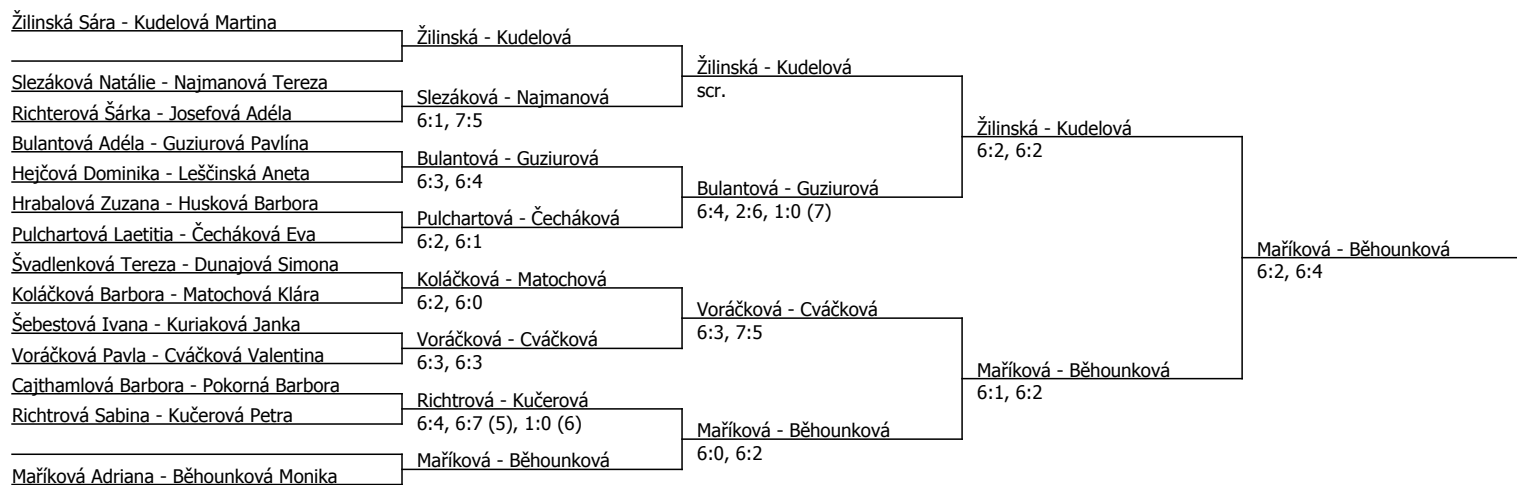 Žilinská Sára - Kudelová Martina
Slezáková Natálie - Najmanová Tereza
Richterová Šárka - Josefová Adéla
Bulantová Adéla - Guziurová Pavlína
Hejčová Dominika - Leščinská Aneta
Hrabalová Zuzana - Husková Barbora
Pulchartová Laetitia - Čecháková Eva
Švadlenková Tereza - Dunajová Simona
Koláčková Barbora - Matochová Klára
Šebestová Ivana - Kuriaková Janka
Voráčková Pavla - Cváčková Valentina
Cajthamlová Barbora - Pokorná Barbora
Richtrová Sabina - Kučerová Petra
Maříková Adriana - Běhounková Monika
Žilinská - Kudelová
Slezáková - Najmanová
6:1, 7:5
Bulantová - Guziurová
6:3, 6:4
Pulchartová - Čecháková
6:2, 6:1
Koláčková - Matochová
6:2, 6:0
Voráčková - Cváčková
6:3, 6:3
Richtrová - Kučerová
6:4, 6:7 (5), 1:0 (6)
Maříková - Běhounková
Žilinská - Kudelová
scr.
Bulantová - Guziurová
6:4, 2:6, 1:0 (7)
Voráčková - Cváčková
6:3, 7:5
Maříková - Běhounková
6:0, 6:2
Žilinská - Kudelová
6:2, 6:2
Maříková - Běhounková
6:1, 6:2
Maříková - Běhounková
6:2, 6:4